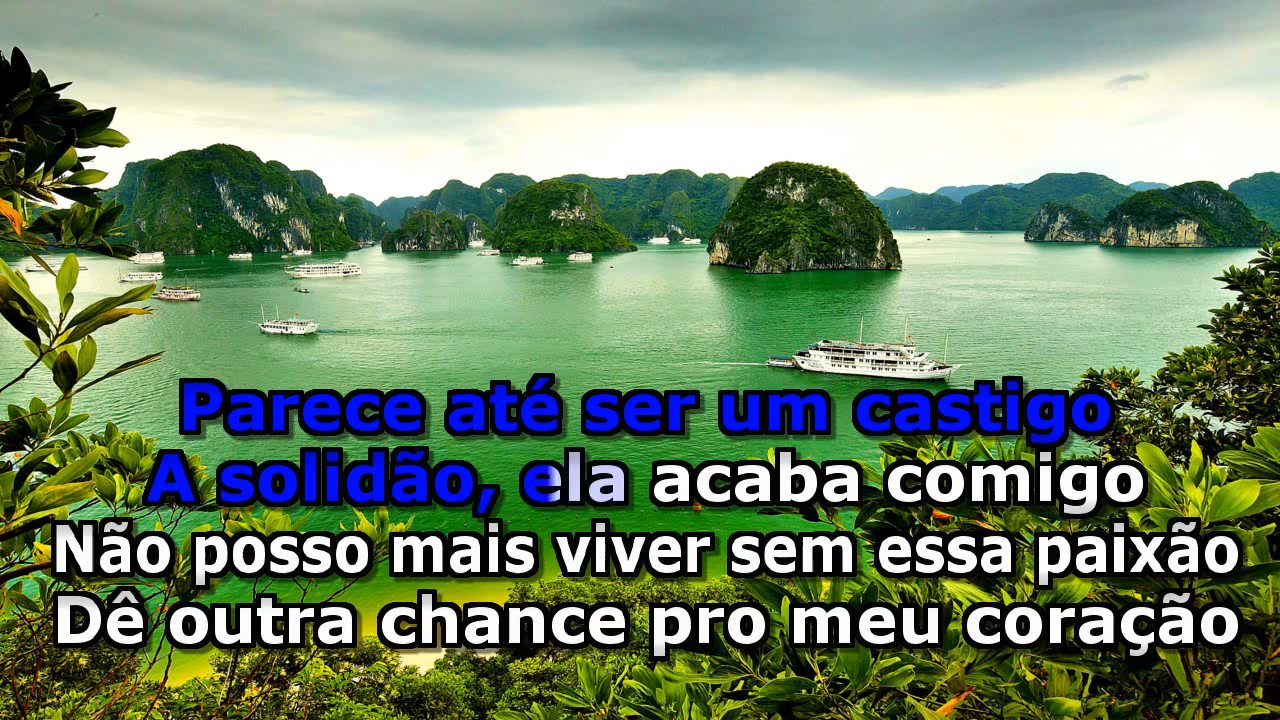 Parece até ser um castigo
A solidão, ela acaba comigo
Não posso mais viver sem essa paixão
Dê outra chance pro meu coração